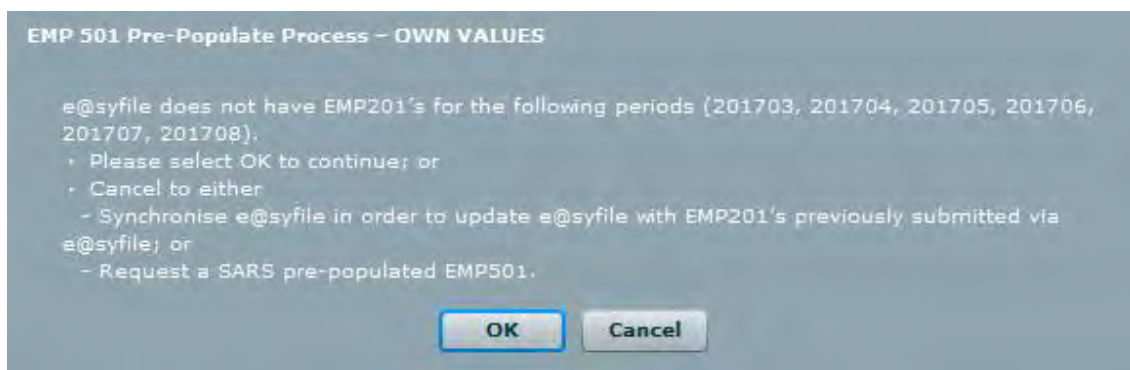 EMP 501 Pre-Populate Process – OWN VALUES
e@syfile does not have EMP201's for the following periods (201703, 201704, 201705, 201706,
201707, 201708).
· Please select OK to continue; or
· Cancel to either
– Synchronise e@syfile in order to update e@syfile with EMP201's previously submitted via
e@syfile; or
– Request a SARS pre-populated EMP501.
OK Cancel